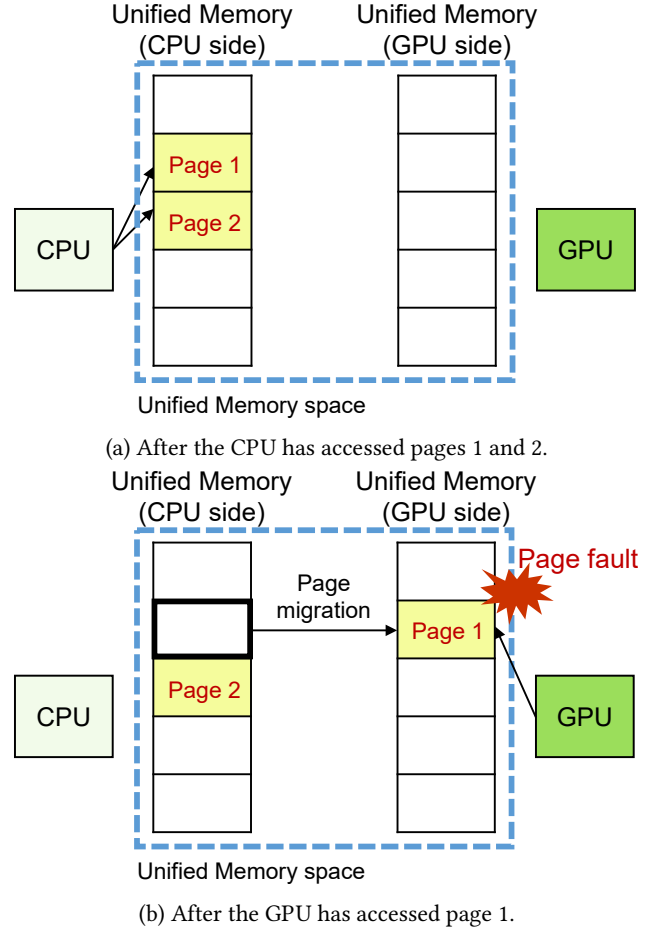 Unified Memory
(CPU side)
Unified Memory
(GPU side)
Page 1
Page 2
CPU
GPU
Unified Memory space
(a) After the CPU has accessed pages 1 and 2.
Unified Memory
(CPU side)
Unified Memory
(GPU side)
Page fault
Page
migration
Page 1
Page 2
CPU
GPU
Unified Memory space
(b) After the GPU has accessed page 1.